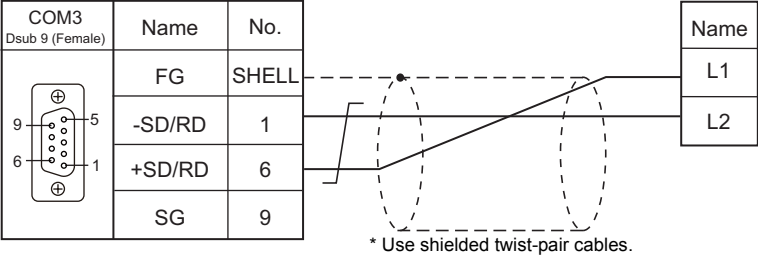 COM3
Dsub 9 (Female)
Name
No.
Name
FG
SHELL
L1
5
9
-SD/RD
1
L2
6
1
+SD/RD
6
SG
9
* Use shielded twist-pair cables.